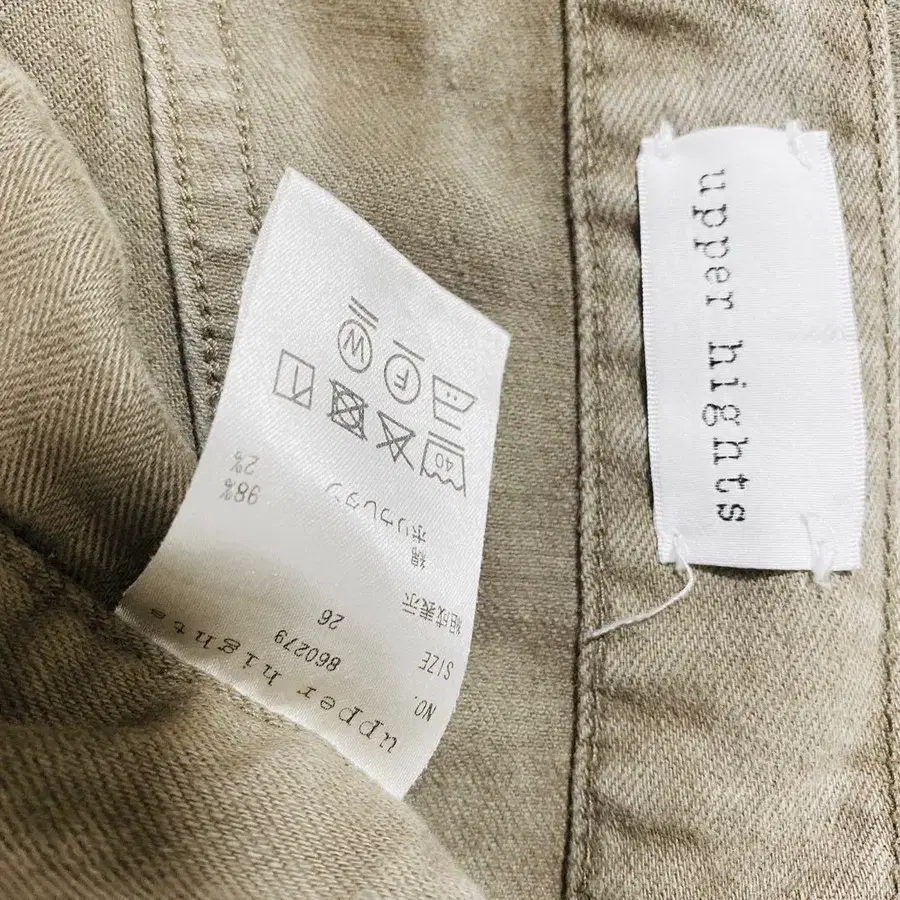 upper hights
upper hights
NO. 860279
SIZE 26
組成表示
綿 98%
ポリウレタン 2%
40
F
W